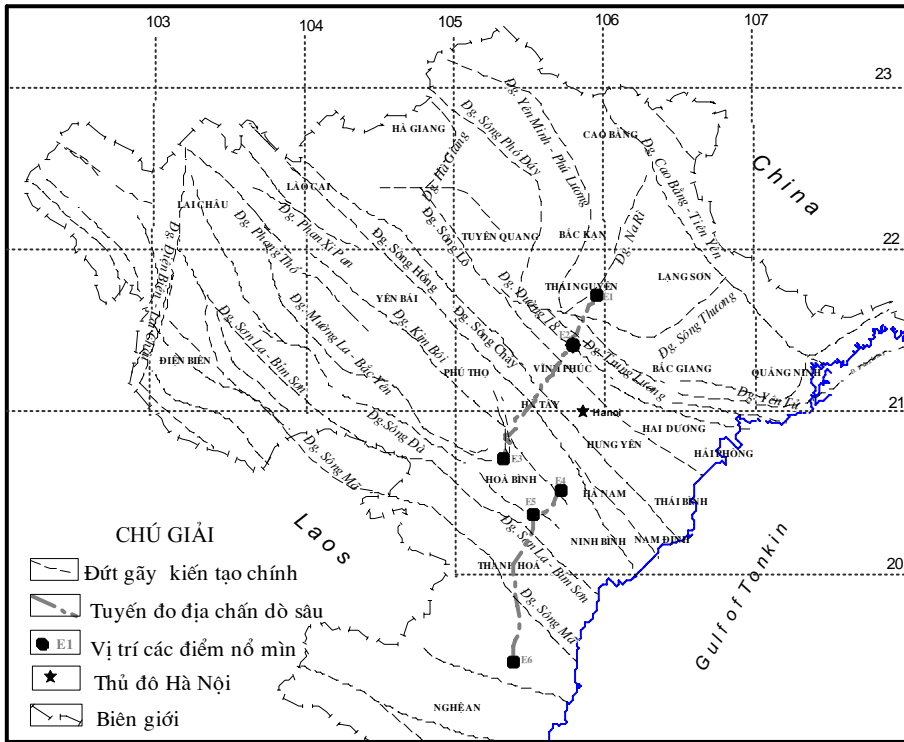 103
104
105
106
107
23
22
21
20
HÀ GIANG
CAO BẰNG
LÀO CAI
LAI CHÂU
TUYÊN QUANG
BẮC KẠN
LẠNG SƠN
THÁI NGUYÊN
YÊN BÁI
ĐIỆN BIÊN
PHÚ THỌ
VĨNH PHÚC
BẮC GIANG
QUẢNG NINH
HÀ TÂY
Hanoi
HẢI DƯƠNG
HƯNG YÊN
HẢI PHÒNG
HOÀ BÌNH
HÀ NAM
THÁI BÌNH
NINH BÌNH
NAM ĐỊNH
THANH HOÁ
NGHỆ AN
Đg. Yên Minh - Phú Lương
Đg. Sông Phó Đáy
Đg. Hà Giang
Đg. Cao Bằng - Tiên Yên
Đg. Na Rì
Đg. Sông Lô
Đg. Phan Xi Pan
Đg. Sông Hồng
Đg. Phong Thổ
Đg. Sông Chảy
Đg. Đường 18
Đg. Sông Thương
Đg. Trung Lương
Đg. Yên Tử
Đg. Kim Bôi
Đg. Mường La - Bắc Yên
Đg. Sơn La - Bỉm Sơn
Đg. Sông Đà
Đg. Sông Mã
Đg. Sơn La - Bỉm Sơn
Đg. Sông Mã
China
Laos
Gulf of Tonkin
E1
E2
E3
E4
E5
E6
CHÚ GIẢI
Đứt gãy kiến tạo chính
Tuyến đo địa chấn dò sâu
E1 Vị trí các điểm nổ mìn
Thủ đô Hà Nội
Biên giới